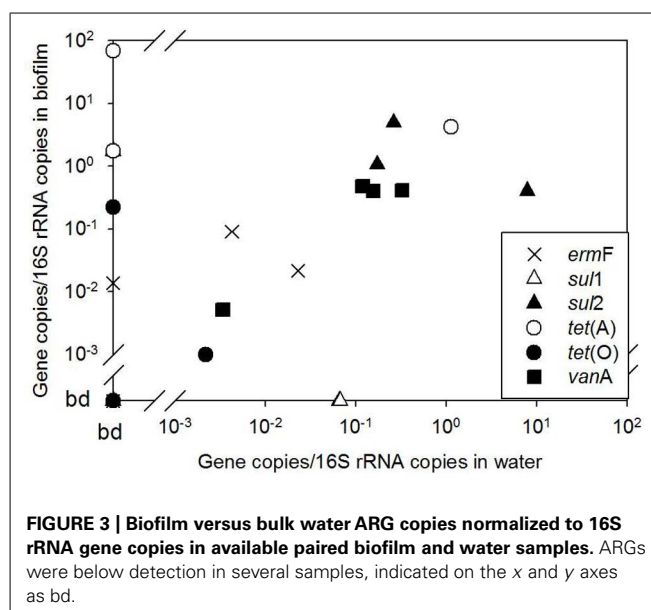 10²
10¹
10⁰
10⁻¹
10⁻²
10⁻³
bd
Gene copies/16S rRNA copies in biofilm
bd
10⁻³
10⁻²
10⁻¹
10⁰
10¹
10²
Gene copies/16S rRNA copies in water
ermF
sul1
sul2
tet(A)
tet(O)
vanA
FIGURE 3 | Biofilm versus bulk water ARG copies normalized to 16S
rRNA gene copies in available paired biofilm and water samples. ARGs
were below detection in several samples, indicated on the x and y axes
as bd.